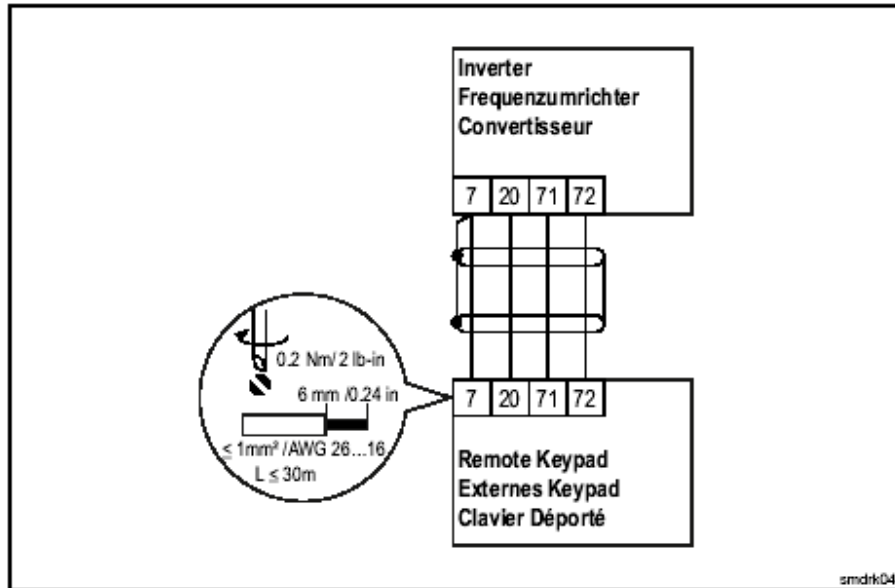 Inverter
Frequenzumrichter
Convertisseur
7 20 71 72
0.2 Nm/ 2 lb-in
6 mm /0.24 in
≤ 1mm² /AWG 26...16
L ≤ 30m
7 20 71 72
Remote Keypad
Externes Keypad
Clavier Déporté
smdrk04